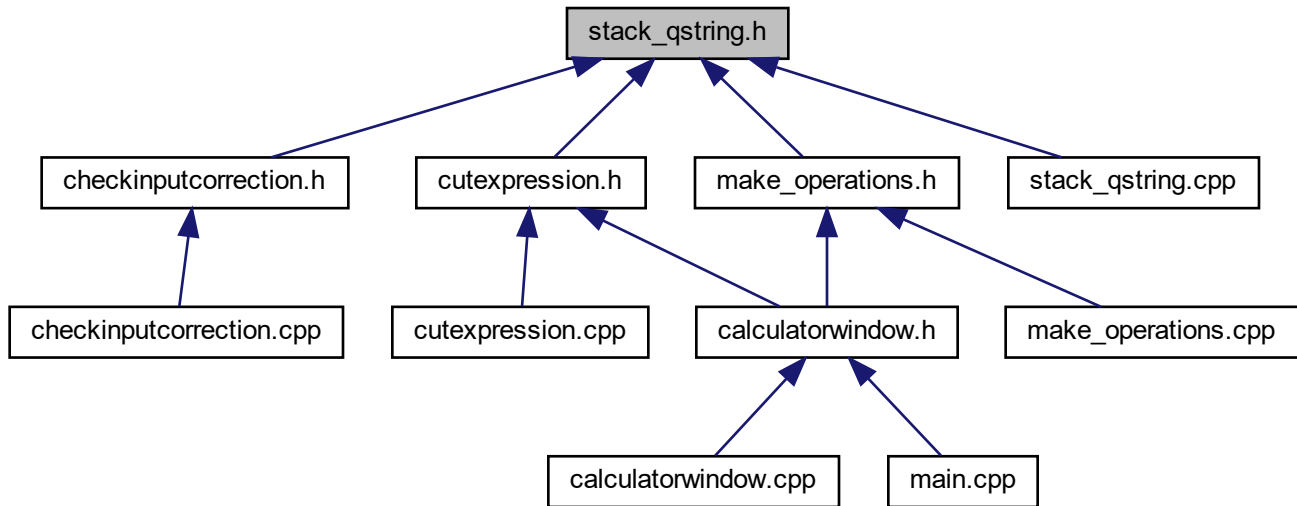 stack_qstring.h
checkinputcorrection.h
cutexpression.h
make_operations.h
stack_qstring.cpp
checkinputcorrection.cpp
cutexpression.cpp
calculatorwindow.h
make_operations.cpp
calculatorwindow.cpp
main.cpp